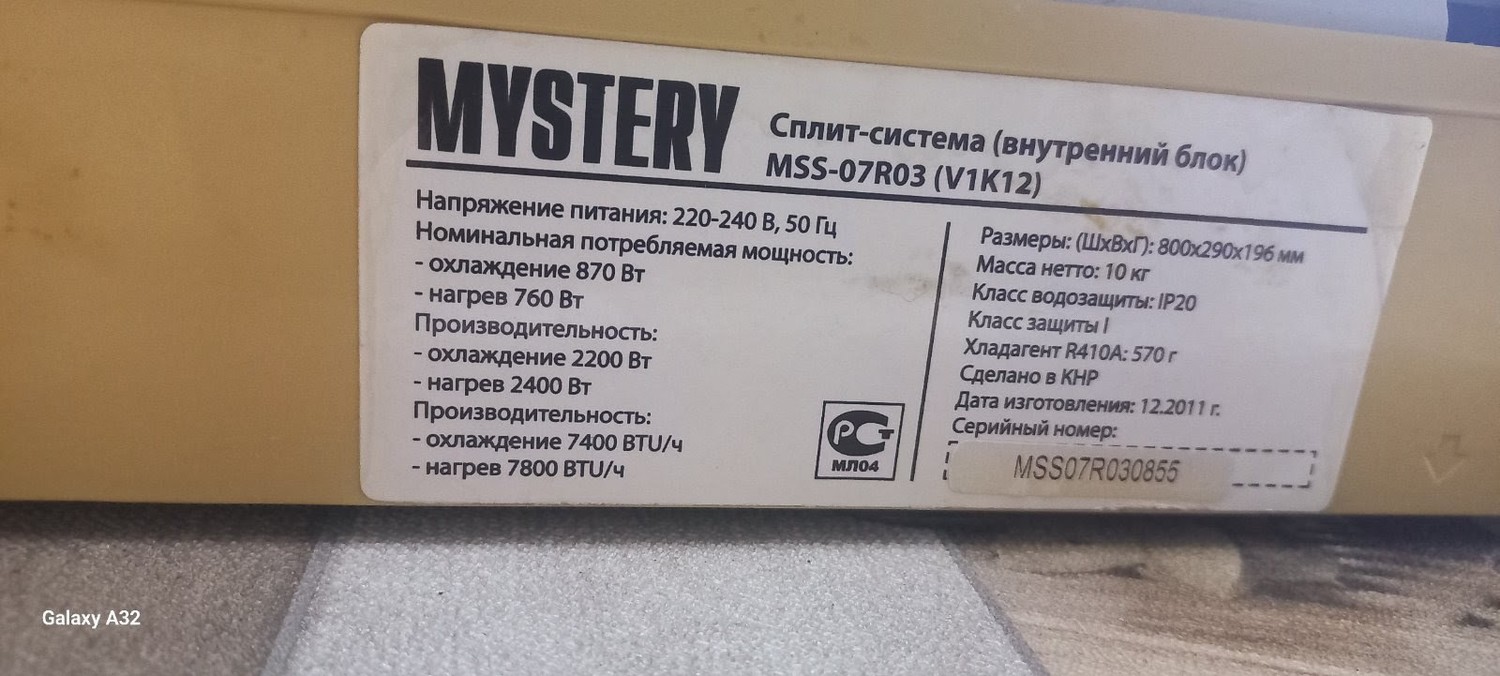 MYSTERY
Сплит-система (внутренний блок)
MSS-07R03 (V1K12)
Напряжение питания: 220-240 В, 50 Гц
Номинальная потребляемая мощность:
- охлаждение 870 Вт
- нагрев 760 Вт
Производительность:
- охлаждение 2200 Вт
- нагрев 2400 Вт
Производительность:
- охлаждение 7400 BTU/ч
- нагрев 7800 BTU/ч
РСТ
МЛ04
Размеры: (ШхВхГ): 800х290х196 мм
Масса нетто: 10 кг
Класс водозащиты: IP20
Класс защиты I
Хладагент R410A: 570 г
Сделано в КНР
Дата изготовления: 12.2011 г.
Серийный номер:
MSS07R030855
Galaxy A32